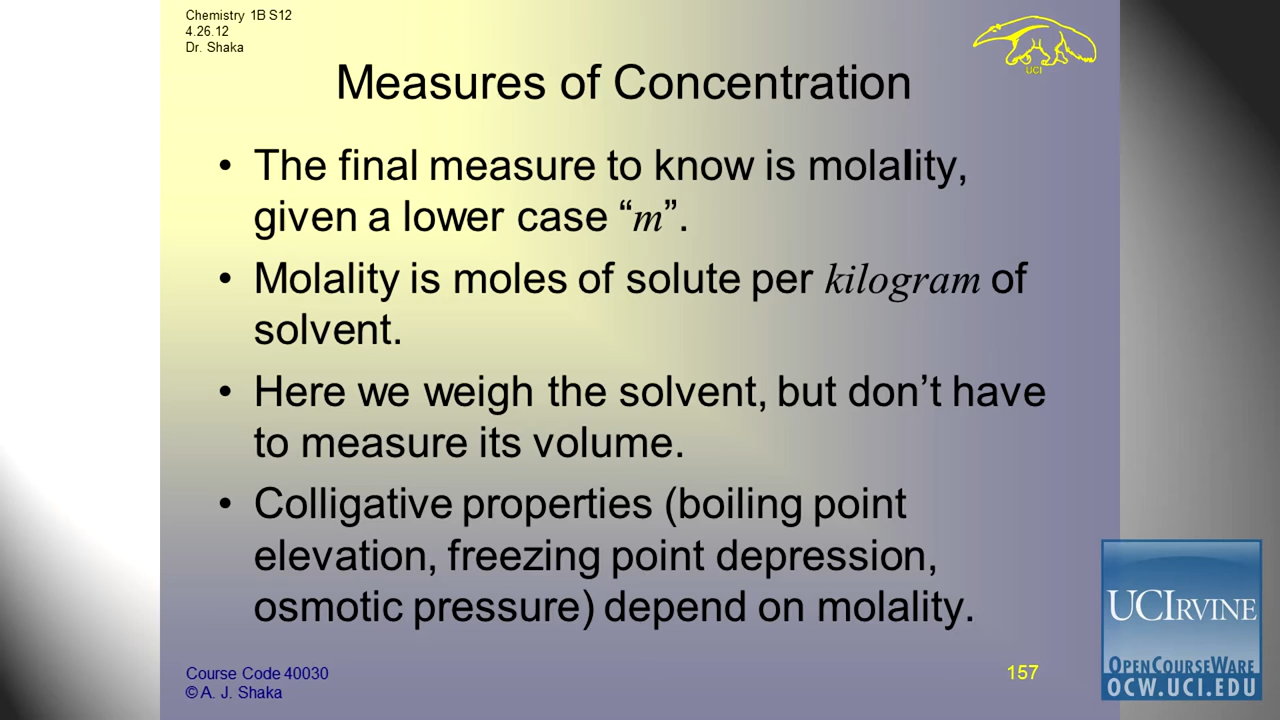 Chemistry 1B S12
4.26.12
Dr. Shaka
UCI
Measures of Concentration
• The final measure to know is molality,
given a lower case “m”.
• Molality is moles of solute per kilogram of
solvent.
• Here we weigh the solvent, but don’t have
to measure its volume.
• Colligative properties (boiling point
elevation, freezing point depression,
osmotic pressure) depend on molality.
Course Code 40030
© A. J. Shaka
157
UCIRVINE
OPENCOURSEWARE
OCW.UCI.EDU